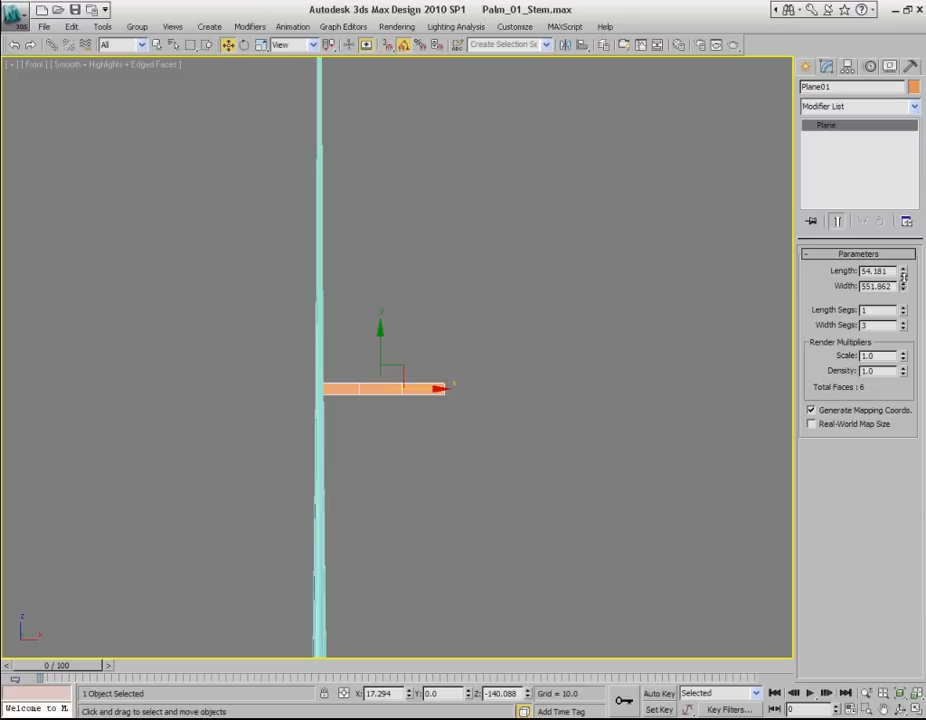 Autodesk 3ds Max Design 2010 SP1 Palm_01_Stem.max
File Edit Tools Group Views Create Modifiers Animation Graph Editors Rendering Lighting Analysis Customize MAXScript Help
All View Create Selection Se
[ + ] [ Front ] [ Smooth + Highlights + Edged Faces ]
Plane01
Modifier List
Plane
- Parameters
Length: 54.181
Width: 551.862
Length Segs: 1
Width Segs: 3
Render Multipliers
Scale: 1.0
Density: 1.0
Total Faces : 6
Generate Mapping Coords.
Real-World Map Size
y
x
z
x
< 0 / 100 >
1 Object Selected X: 17.294 Y: 0.0 Z: -140.088 Grid = 10.0 Auto Key Selected
Welcome to M Click and drag to select and move objects Add Time Tag Set Key Key Filters... 0